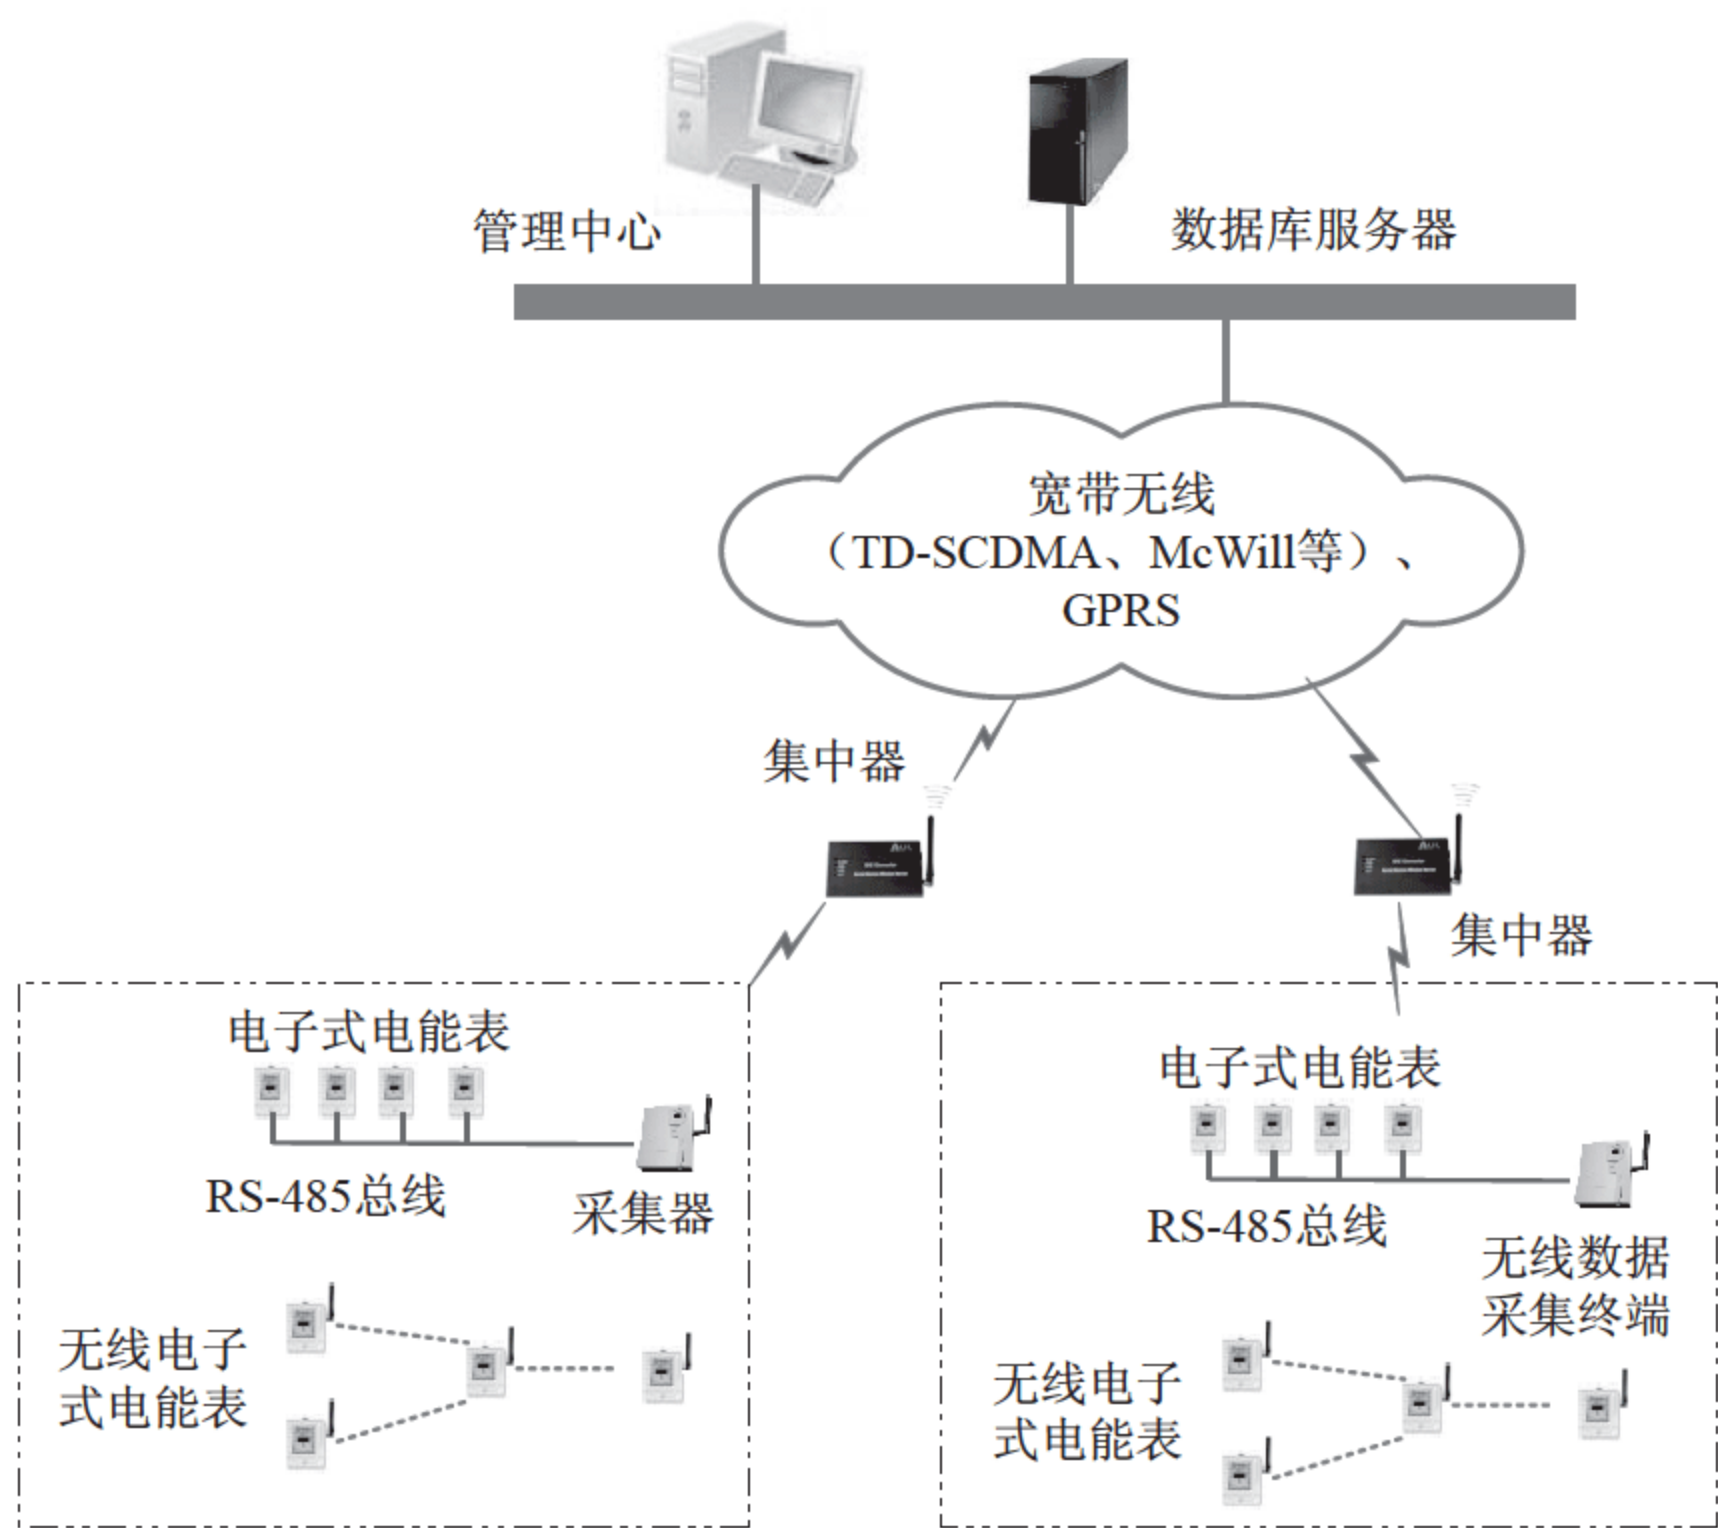 管理中心
数据库服务器
宽带无线
（TD-SCDMA、McWill等）、
GPRS
集中器
集中器
电子式电能表
RS-485总线
采集器
无线电子
式电能表
电子式电能表
RS-485总线
无线数据
采集终端
无线电子
式电能表